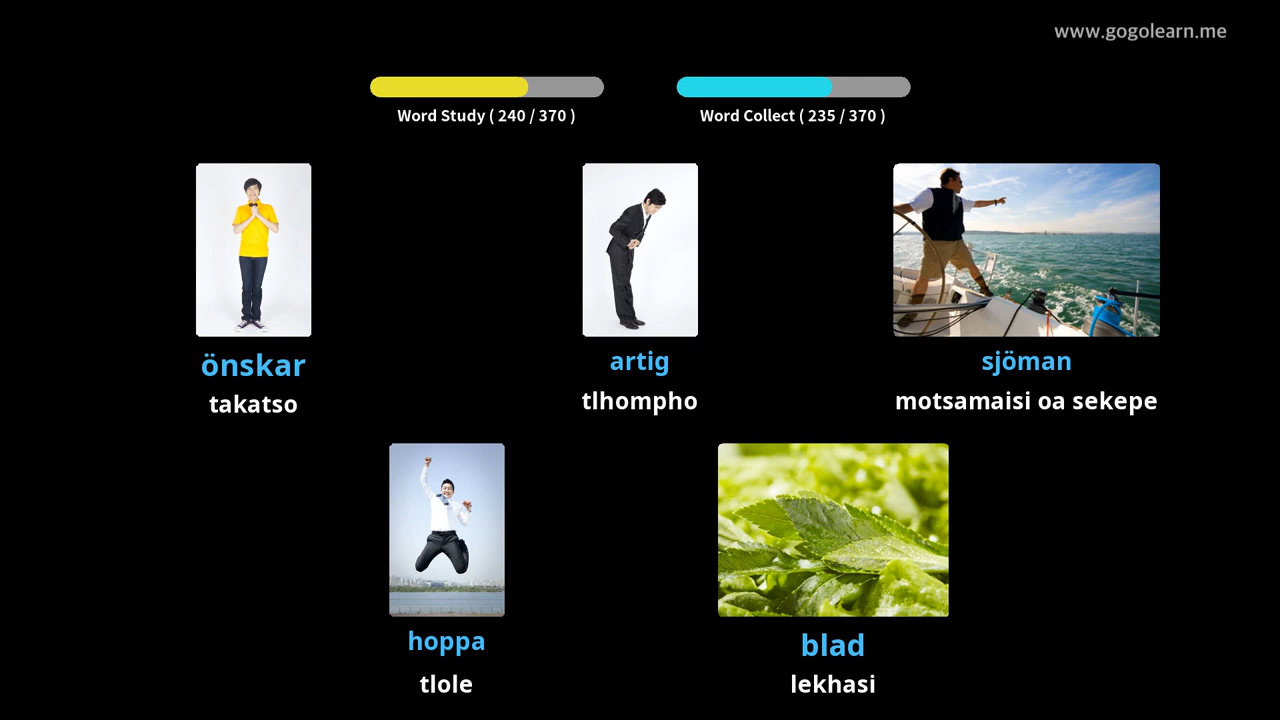 www.gogolearn.me
Word Study ( 240 / 370 )
Word Collect ( 235 / 370 )
önskar
takatso
artig
tlhompho
sjöman
motsamaisi oa sekepe
hoppa
tlole
blad
lekhasi